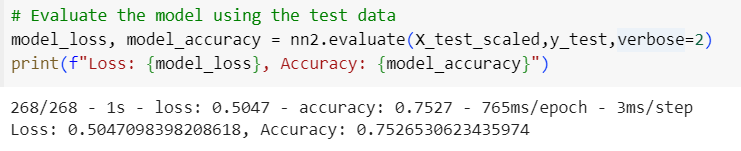 # Evaluate the model using the test data
model_loss, model_accuracy = nn2.evaluate(X_test_scaled,y_test,verbose=2)
print(f"Loss: {model_loss}, Accuracy: {model_accuracy}")
268/268 - 1s - loss: 0.5047 - accuracy: 0.7527 - 765ms/epoch - 3ms/step
Loss: 0.5047098398208618, Accuracy: 0.7526530623435974